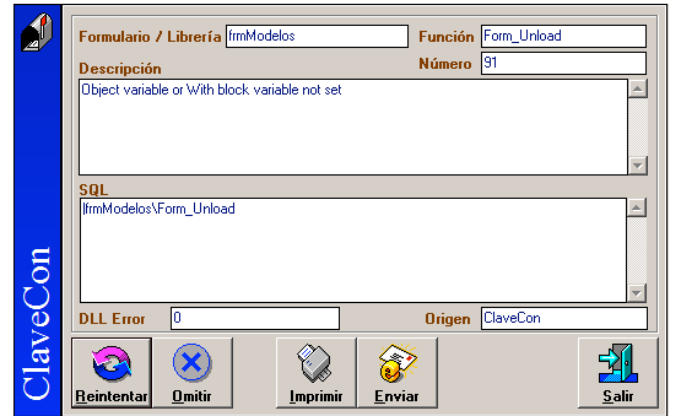 Formulario / Librería frmModelos Función Form_Unload
Descripción Número 91
Object variable or With block variable not set
SQL
|frmModelos\Form_Unload
DLL Error 0 Origen ClaveCon
Reintentar Omitir Imprimir Enviar Salir
ClaveCon